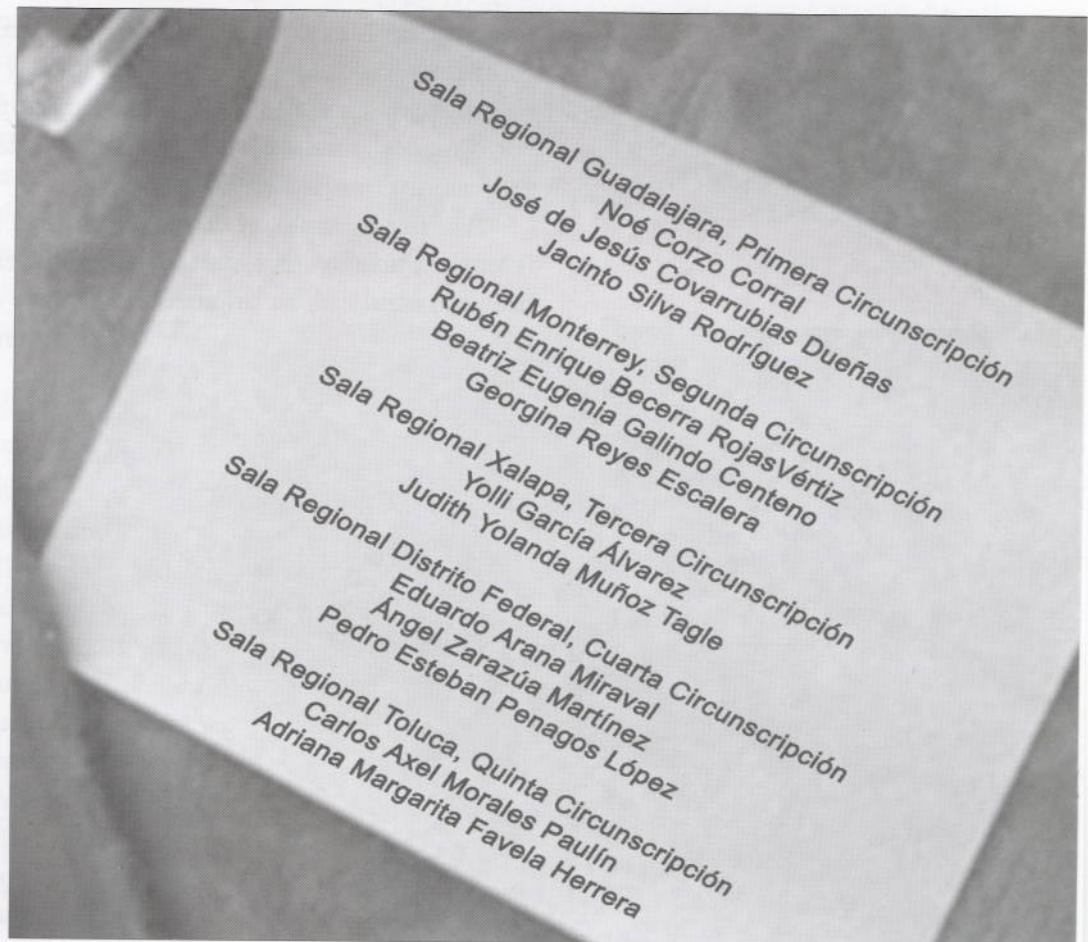 Sala Regional Guadalajara, Primera Circunscripción
Noé Corzo Corral
José de Jesús Covarrubias Dueñas
Jacinto Silva Rodríguez
Sala Regional Monterrey, Segunda Circunscripción
Rubén Enrique Becerra RojasVértiz
Beatriz Eugenia Galindo Centeno
Georgina Reyes Escalera
Sala Regional Xalapa, Tercera Circunscripción
Yolli García Álvarez
Judith Yolanda Muñoz Tagle
Sala Regional Distrito Federal, Cuarta Circunscripción
Eduardo Arana Miraval
Ángel Zarazúa Martínez
Pedro Esteban Penagos López
Sala Regional Toluca, Quinta Circunscripción
Carlos Axel Morales Paulín
Adriana Margarita Favela Herrera